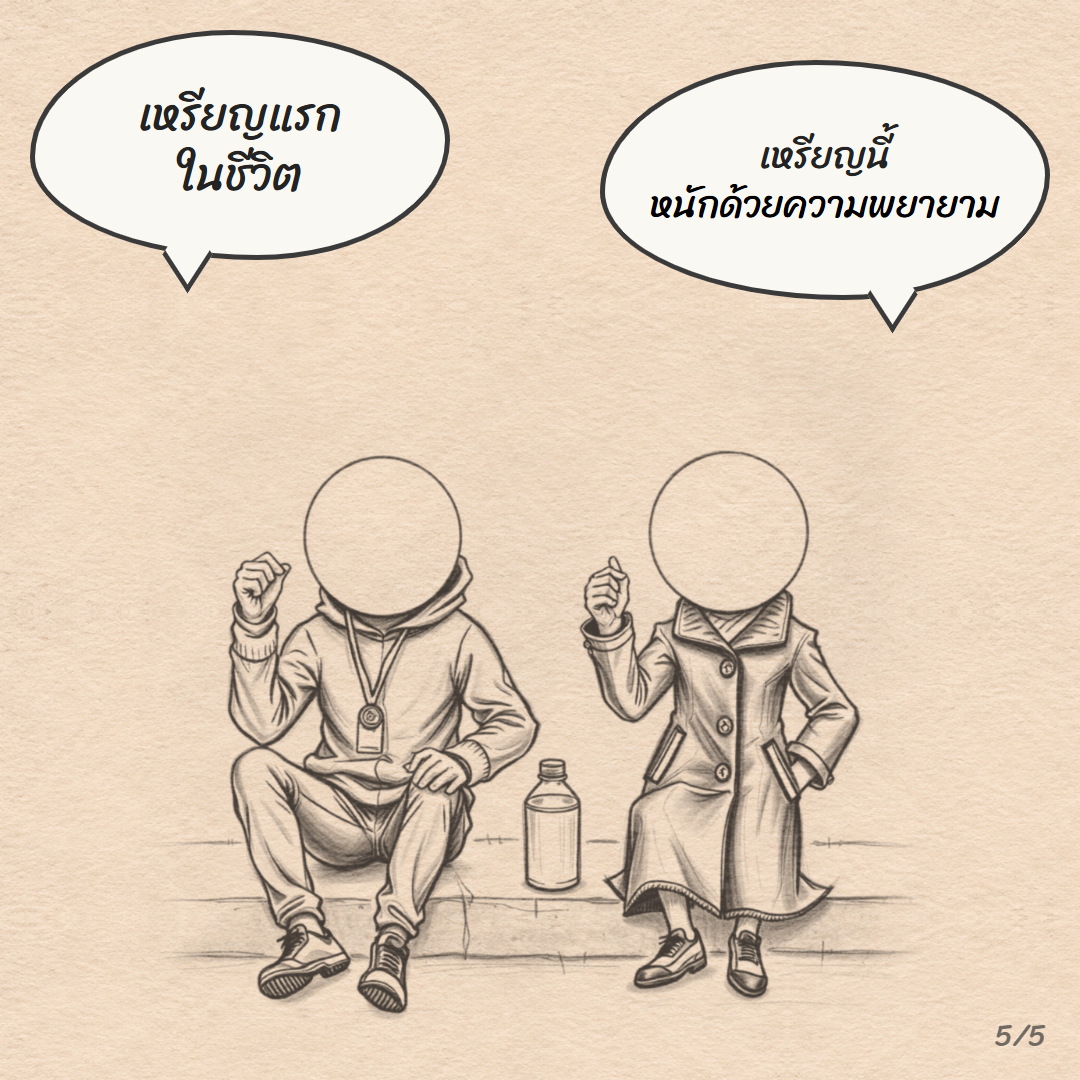 เหรียญแรก
ในชีวิต
เหรียญนี้
หนักด้วยความพยายาม
5/5